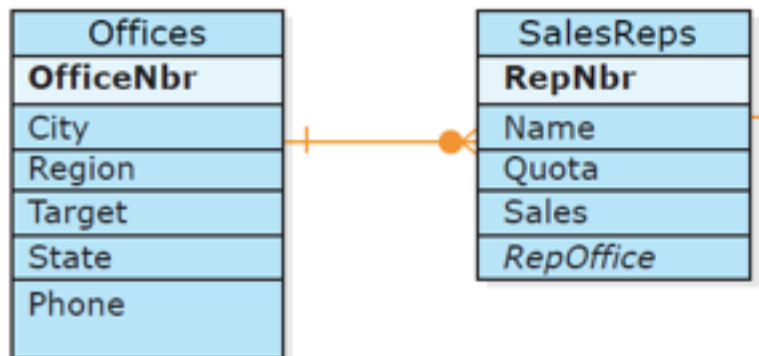 Offices
OfficeNbr
City
Region
Target
State
Phone
SalesReps
RepNbr
Name
Quota
Sales
RepOffice